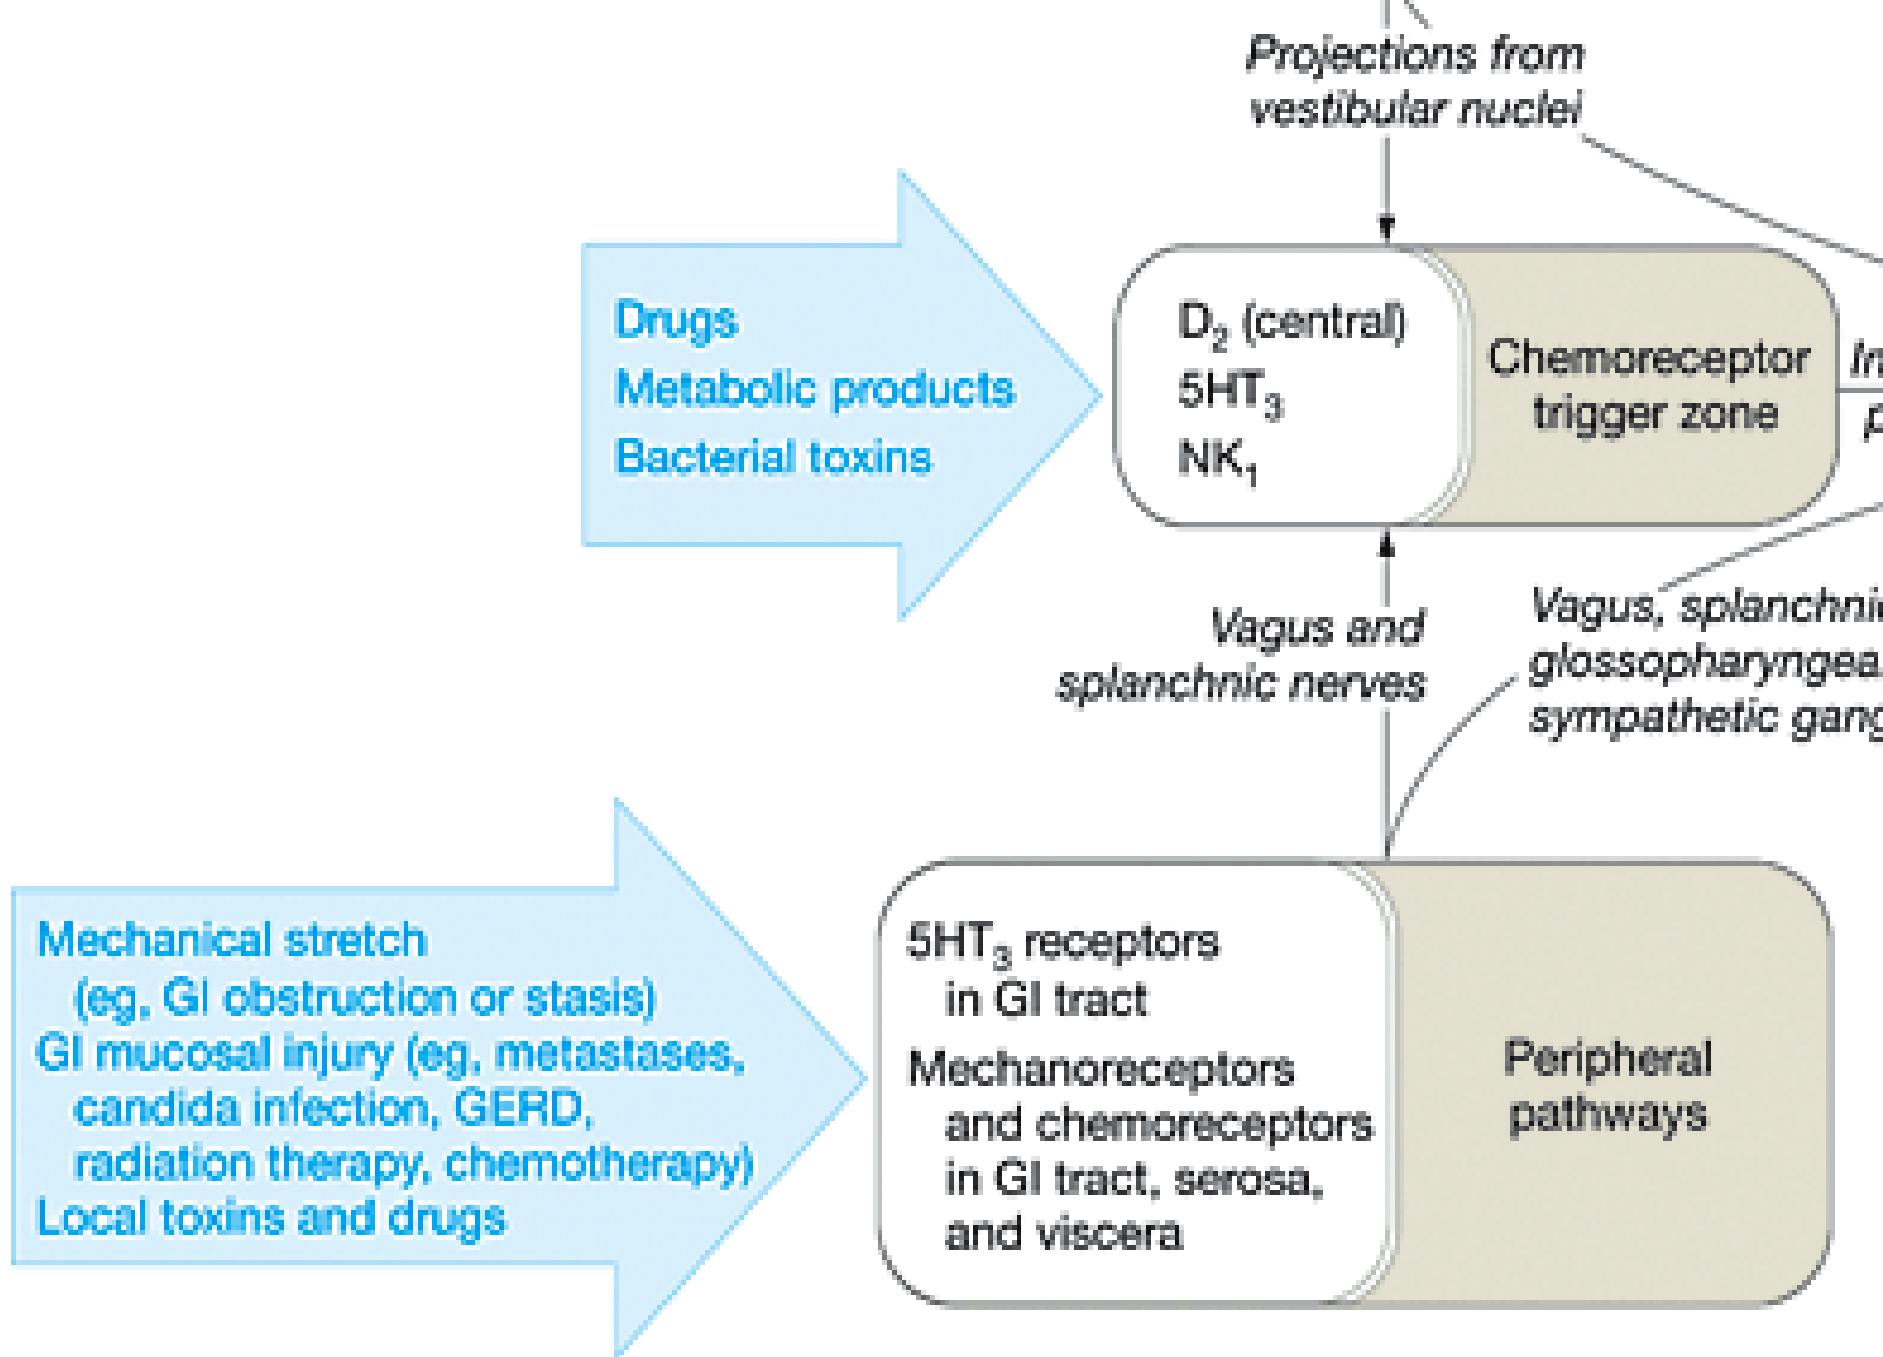 Projections from
vestibular nuclei
Drugs
Metabolic products
Bacterial toxins
D₂ (central)
5HT₃
NK₁
Chemoreceptor
trigger zone
Vagus and
splanchnic nerves
Vagus,
sympathetic
Mechanical stretch
(eg, GI obstruction or stasis)
GI mucosal injury (eg, metastases,
candida infection, GERD,
radiation therapy, chemotherapy)
Local toxins and drugs
5HT₃ receptors
in GI tract
Mechanoreceptors
and chemoreceptors
in GI tract, serosa,
and viscera
Peripheral
pathways